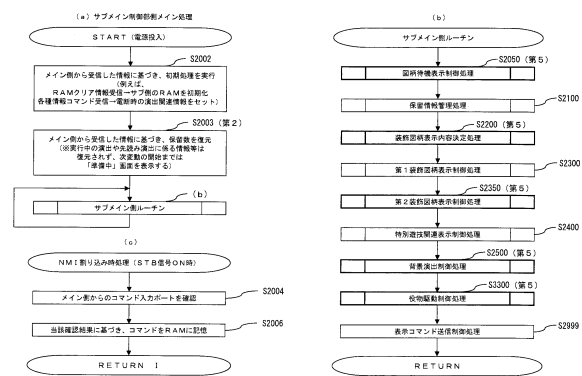 (a) サブメイン制御部側メイン処理
START (電源投入)
S2002
メイン側から受信した情報に基づき、初期処理を実行
(例えば、
RAMクリア情報受信→サブ側のRAMを初期化
各種情報コマンド受信→電断時の演出関連情報をセット)
S2003 (第2)
メイン側から受信した情報に基づき、保留数を復元
(※実行中の演出や先読み演出に係る情報等は
復元されず、次変動の開始までは
「準備中」画面を表示する)
(b)
サブメイン側ルーチン
(c)
NMI割り込み時処理 (STB信号ON時)
S2004
メイン側からのコマンド入力ポートを確認
S2006
当該確認結果に基づき、コマンドをRAMに記憶
RETURN I
(b)
サブメイン側ルーチン
S2050 (第5)
図柄待機表示制御処理
S2100
保留情報管理処理
S2200 (第5)
装飾図柄表示内容決定処理
S2300
第1装飾図柄表示制御処理
S2350 (第5)
第2装飾図柄表示制御処理
S2400
特別遊技関連表示制御処理
S2500 (第5)
背景演出制御処理
S3300 (第5)
役物駆動制御処理
S2999
表示コマンド送信制御処理
RETURN